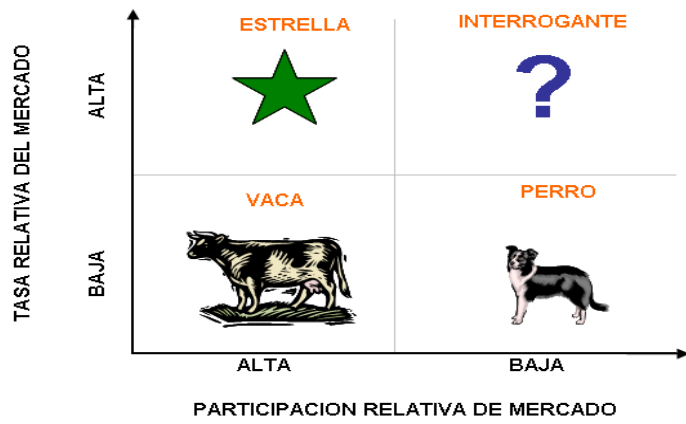 ESTRELLA
INTERROGANTE
?
TASA RELATIVA DEL MERCADO
ALTA
VACA
PERRO
BAJA
ALTA
BAJA
PARTICIPACION RELATIVA DE MERCADO